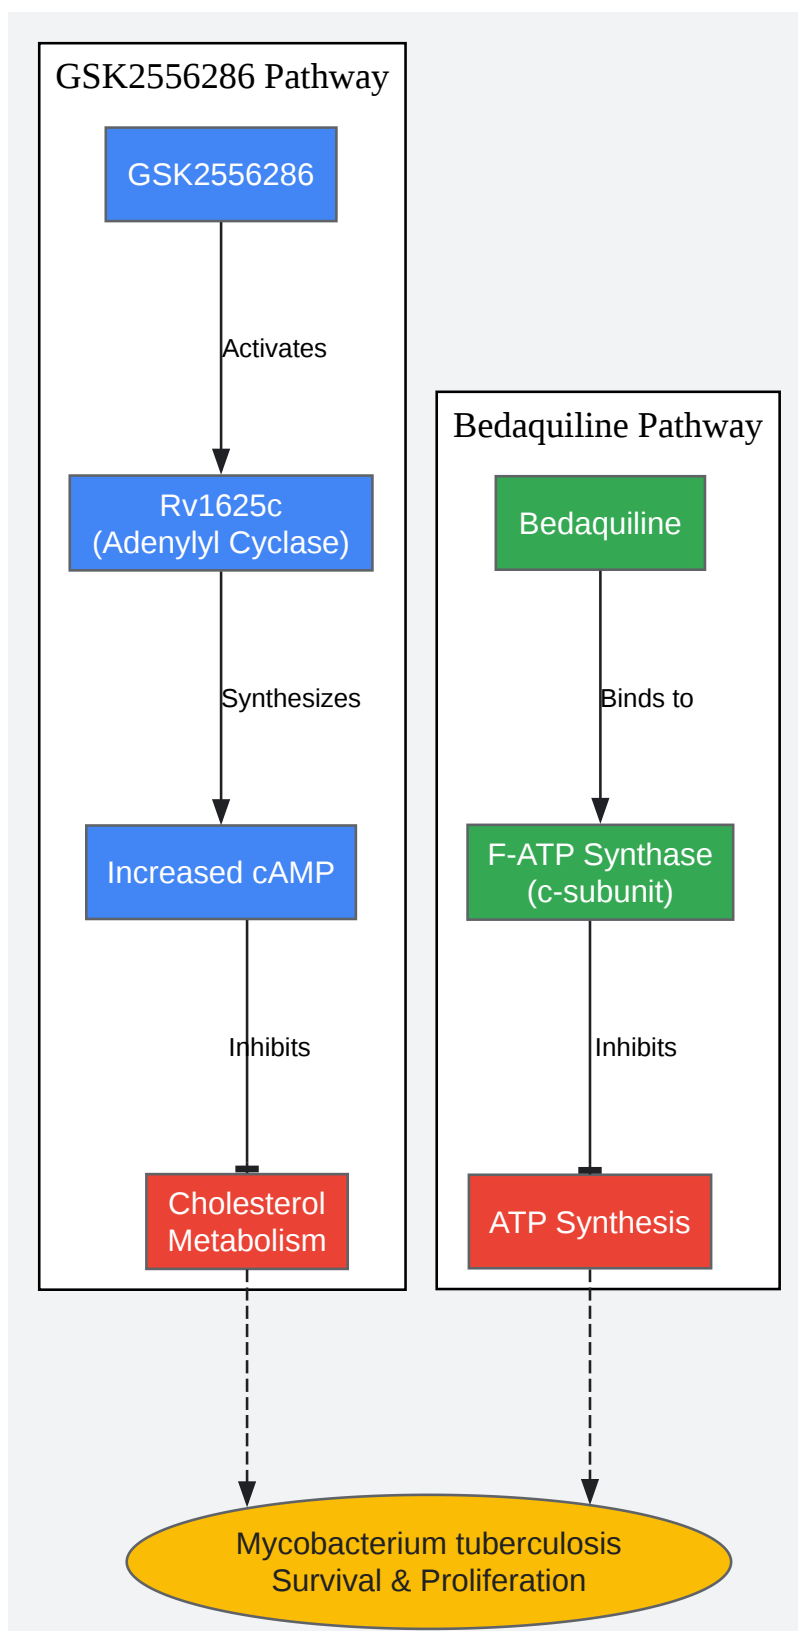 GSK2556286 Pathway
GSK2556286
Activates
Rv1625c
(Adenylyl Cyclase)
Synthesizes
Increased cAMP
Inhibits
Cholesterol
Metabolism
Bedaquiline Pathway
Bedaquiline
Binds to
F-ATP Synthase
(c-subunit)
Inhibits
ATP Synthesis
Mycobacterium tuberculosis
Survival & Proliferation